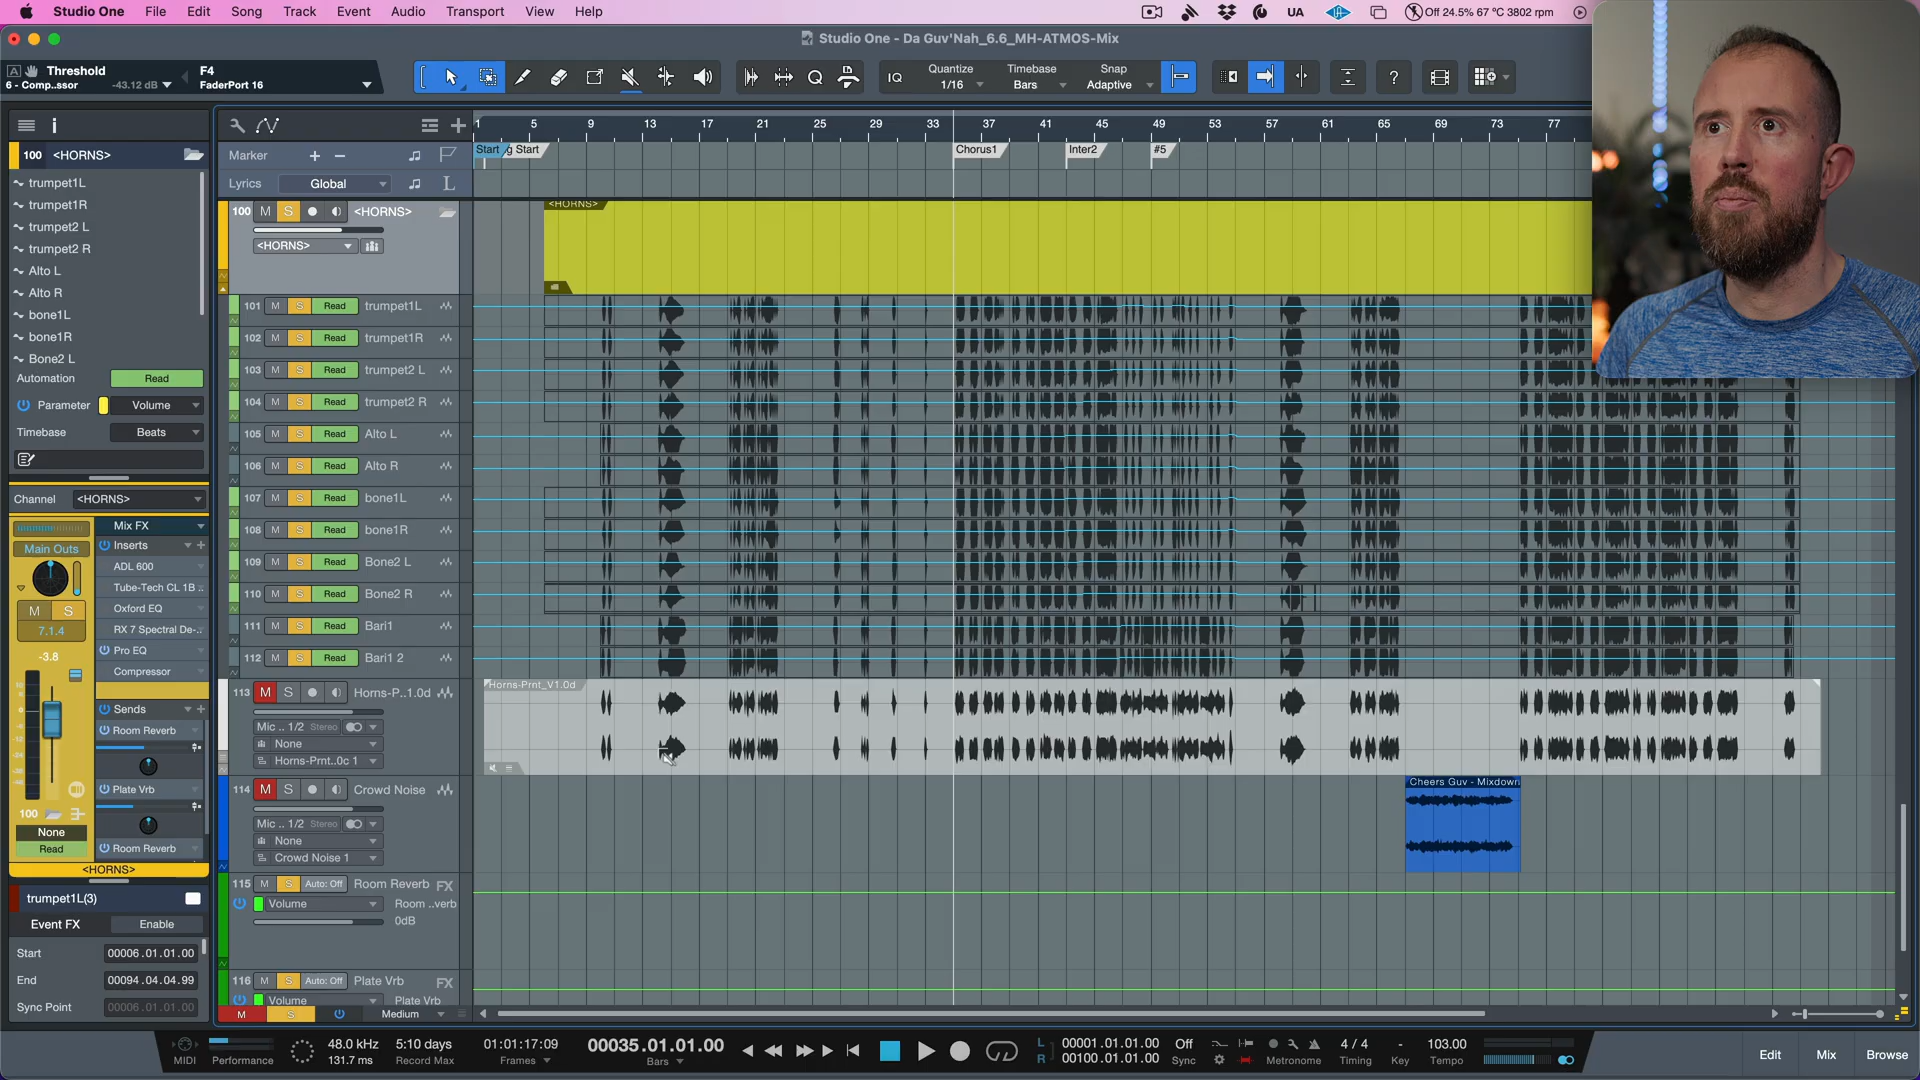 Studio One File Edit Song Track Event Audio Transport View Help UA Off 24.5% 67 °C 3802 rpm
Studio One - Da Guv'Nah_6.6_MH-ATMOS-Mix
Threshold F4
6 - Comp..ssor -43.12 dB FaderPort 16
IQ Quantize 1/16 Timebase Bars Snap Adaptive ?
i
1 5 9 13 17 21 25 29 33 37 41 45 49 53 57 61 65 69 73 77
100 <HORNS>
Marker + −
Start g Start Chorus1 Inter2 #5
Lyrics Global L
trumpet1L
trumpet1R
trumpet2 L
trumpet2 R
Alto L
Alto R
bone1L
bone1R
Bone2 L
Automation Read
Parameter Volume
Timebase Beats
Channel <HORNS>
Mix FX
Main Outs Inserts
ADL 600
Tube-Tech CL 1B
M S Oxford EQ
7.1.4 RX 7 Spectral De-..
-3.8 Pro EQ
Compressor
Sends
Room Reverb
Plate Vrb
100
None
Read Room Reverb
<HORNS>
trumpet1L(3)
Event FX Enable
Start 00006.01.01.00
End 00094.04.04.99
Sync Point 00006.01.01.00
100 M S <HORNS>
<HORNS>
<HORNS>
101 M S Read trumpet1L
102 M S Read trumpet1R
103 M S Read trumpet2 L
104 M S Read trumpet2 R
105 M S Read Alto L
106 M S Read Alto R
107 M S Read bone1L
108 M S Read bone1R
109 M S Read Bone2 L
110 M S Read Bone2 R
111 M S Read Bari1
112 M S Read Bari1 2
113 M S Horns-P..1.0d
Horns-Prnt_V1.0d
Mic .. 1/2 Stereo
None
Horns-Prnt..0c 1
114 M S Crowd Noise
Cheers Guv - Mixdown
Mic .. 1/2 Stereo
None
Crowd Noise 1
115 M S Auto: Off Room Reverb FX
Volume Room ..verb
0dB
116 M S Auto: Off Plate Vrb FX
Volume Plate Vrb
M S Medium
MIDI Performance
48.0 kHz
131.7 ms
5:10 days
Record Max
01:01:17:09
Frames
00035.01.01.00
Bars
L 00001.01.01.00
R 00100.01.01.00
Off
Sync
Metronome
Timing
4 / 4
-
Key
103.00
Tempo
Edit Mix Browse